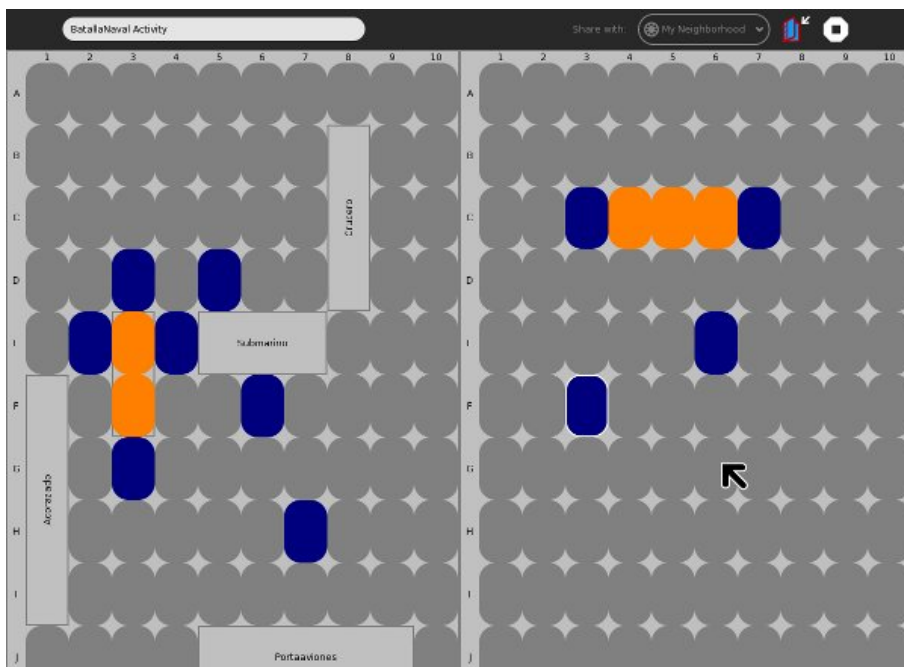 BatallaNaval Activity
Share with: My Neighborhood
1 2 3 4 5 6 7 8 9 10
1 2 3 4 5 6 7 8 9 10
A
A
B
B
C
Crucero
C
D
D
Submarino
F
F
G
G
Acorazado
H
H
I
I
J
Portaaviones
J